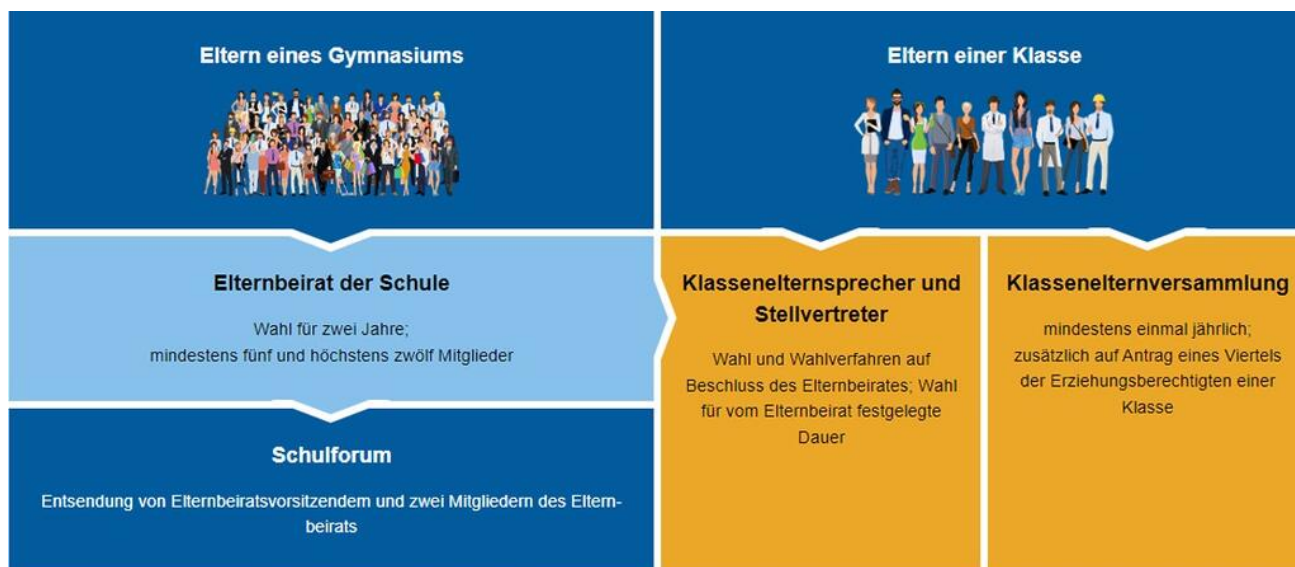 Eltern eines Gymnasiums
Elternbeirat der Schule
Wahl für zwei Jahre;
mindestens fünf und höchstens zwölf Mitglieder
Schulforum
Entsendung von Elternbeiratsvorsitzendem und zwei Mitgliedern des Eltern-
beirats
Eltern einer Klasse
Klassenelternsprecher und
Stellvertreter
Wahl und Wahlverfahren auf
Beschluss des Elternbeirates; Wahl
für vom Elternbeirat festgelegte
Dauer
Klassenelternversammlung
mindestens einmal jährlich;
zusätzlich auf Antrag eines Viertels
der Erziehungsberechtigten einer
Klasse